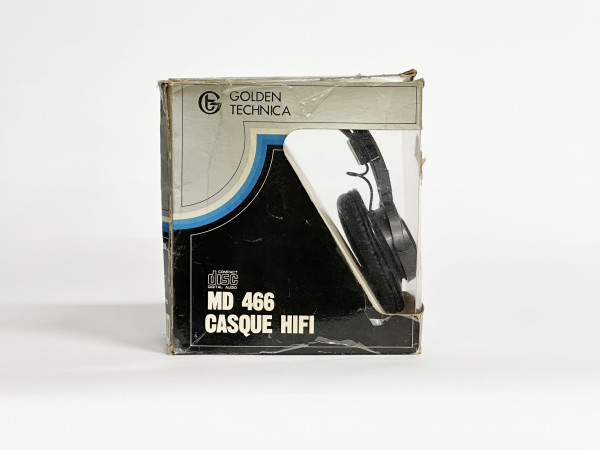 GOLDEN
TECHNICA
COMPACT
disc
DIGITAL AUDIO
MD 466
CASQUE HIFI